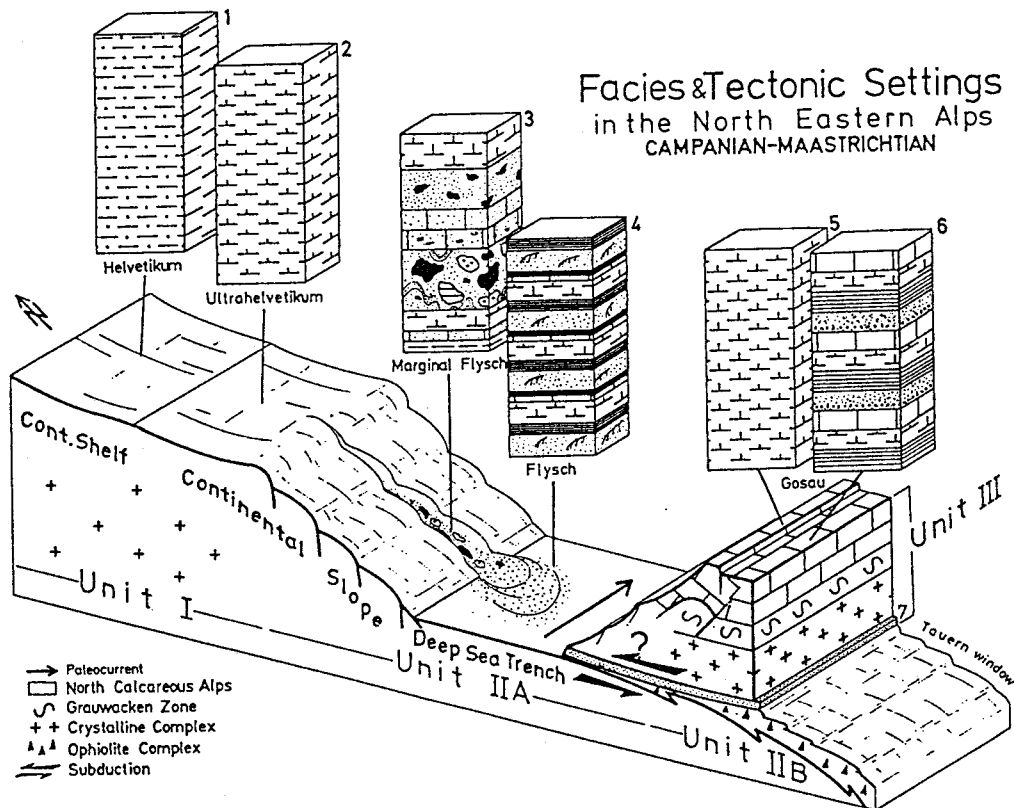 Facies & Tectonic Settings
in the North Eastern Alps
CAMPANIAN-MAASTRICHTIAN
1
2
3
4
5
6
Helvetikum
Ultrahelvetikum
Marginal Flysch
Flysch
Gosau
N
Cont. Shelf
Continental
Slope
Deep Sea Trench
Unit I
Unit IIA
Unit IIB
Unit III
?
7
Tauern window
Paleocurrent
North Calcareous Alps
Grauwacken Zone
Crystalline Complex
Ophiolite Complex
Subduction